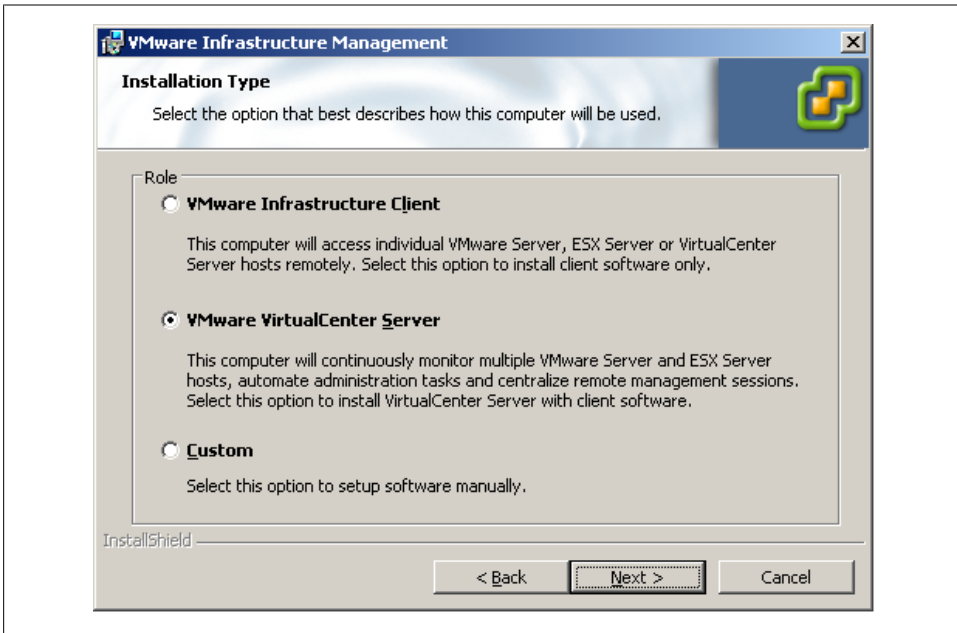 VMware Infrastructure Management
Installation Type
Select the option that best describes how this computer will be used.
Role
VMware Infrastructure Client
This computer will access individual VMware Server, ESX Server or VirtualCenter
Server hosts remotely. Select this option to install client software only.
VMware VirtualCenter Server
This computer will continuously monitor multiple VMware Server and ESX Server
hosts, automate administration tasks and centralize remote management sessions.
Select this option to install VirtualCenter Server with client software.
Custom
Select this option to setup software manually.
InstallShield
< Back
Next >
Cancel